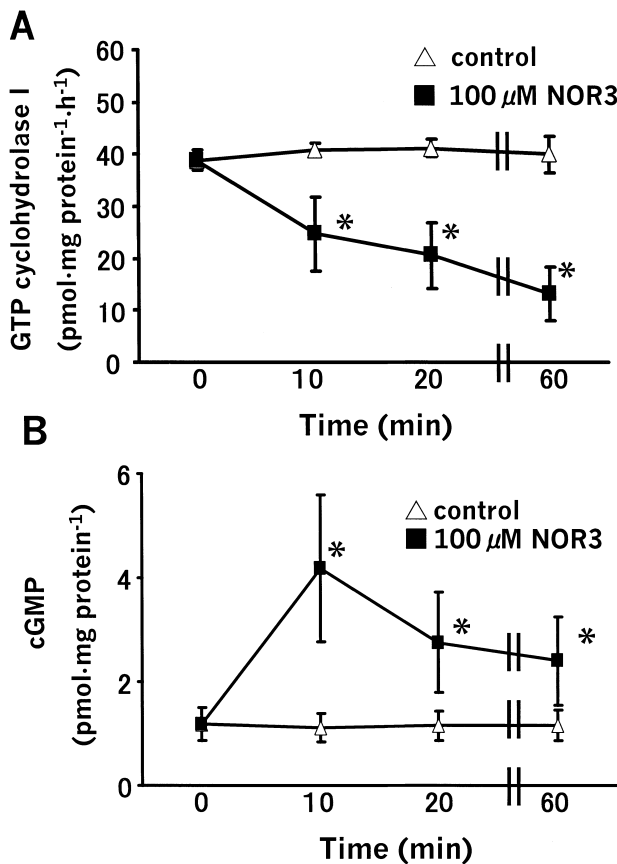 A
GTP cyclohydrolase I
(pmol·mg protein⁻¹·h⁻¹)
60
50
40
30
20
10
0
control
100 μM NOR3
*
*
*
0 10 20 60
Time (min)
B
cGMP
(pmol·mg protein⁻¹)
6
4
2
0
control
100 μM NOR3
*
*
*
0 10 20 60
Time (min)